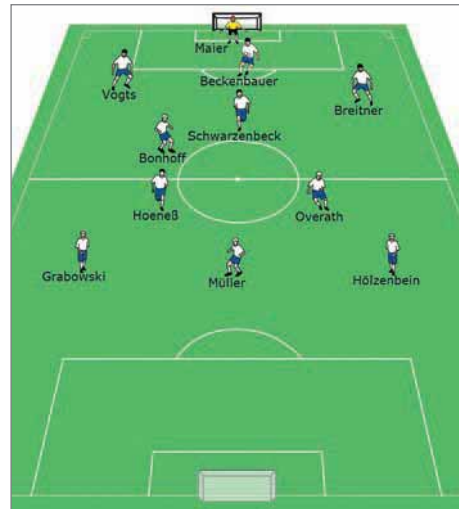 Maier
Beckenbauer
Vogts
Breitner
Schwarzenbeck
Bonhoff
Hoeneß
Overath
Grabowski
Müller
Hölzenbein